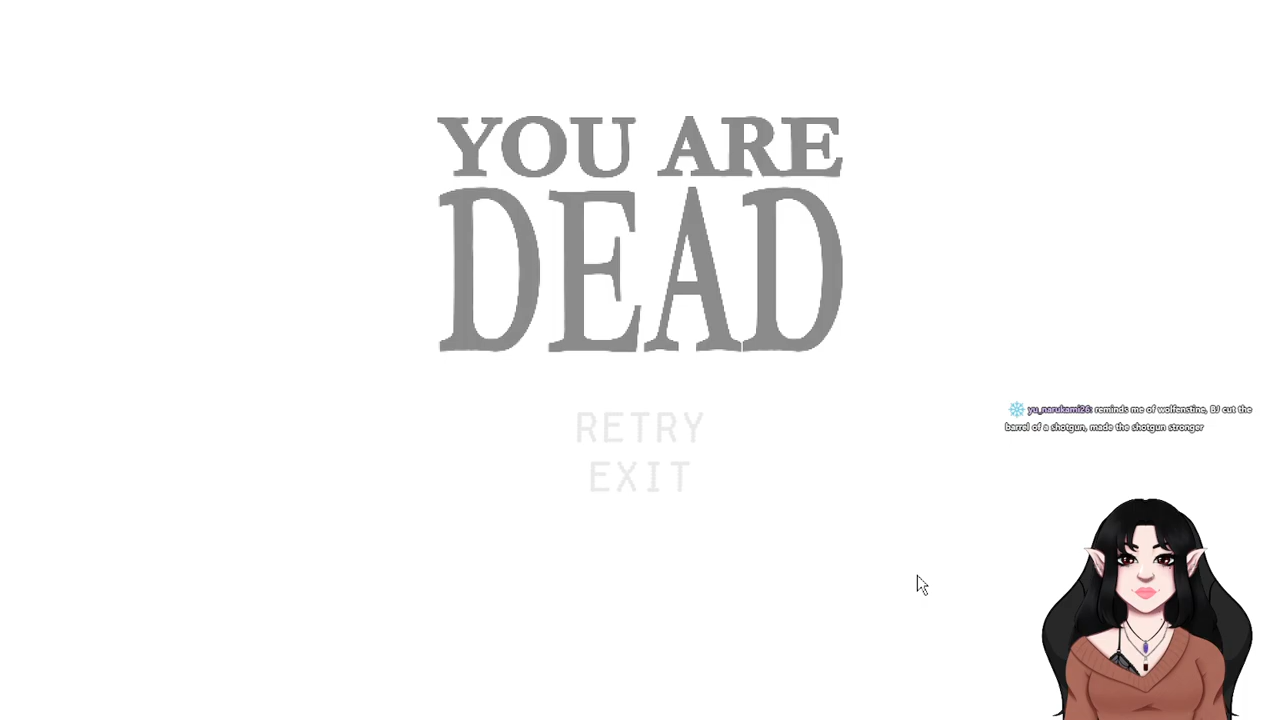 YOU ARE
DEAD
RETRY
EXIT
yu_narukami26: reminds me of wolfenstine, BJ cut the
barrel of a shotgun, made the shotgun stronger